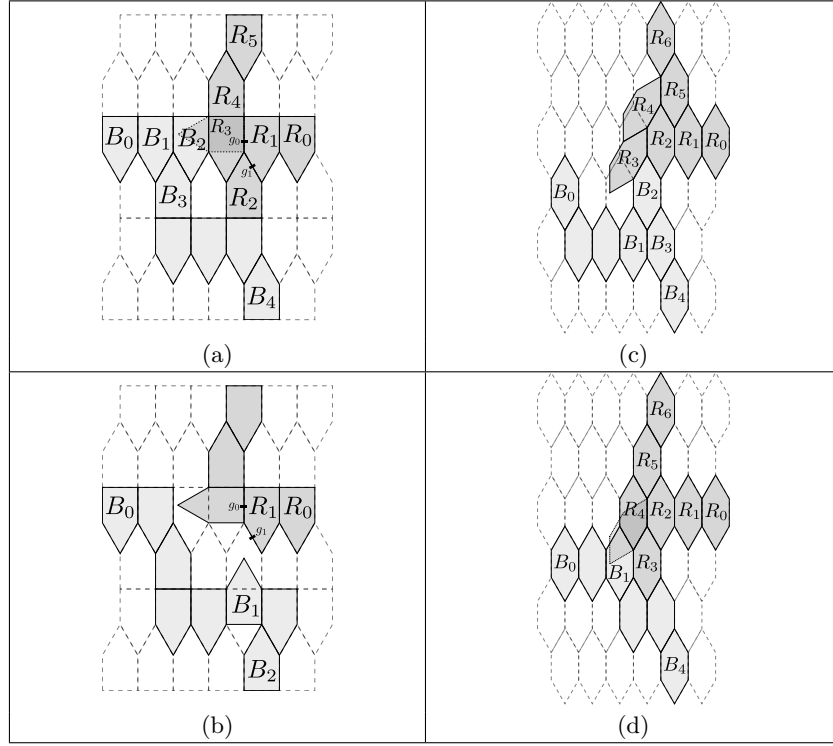 R5
R4
B0 B1 B2 R3 g0 R1 R0
g1
B3 R2
B4
(a)
R6
R5
R4
R2 R1 R0
R3
B0 B2
B1 B3
B4
(c)
B0 g0 R1 R0
g1
B1
B2
(b)
R6
R5
R4 R2 R1 R0
B0 B1 R3
B4
(d)